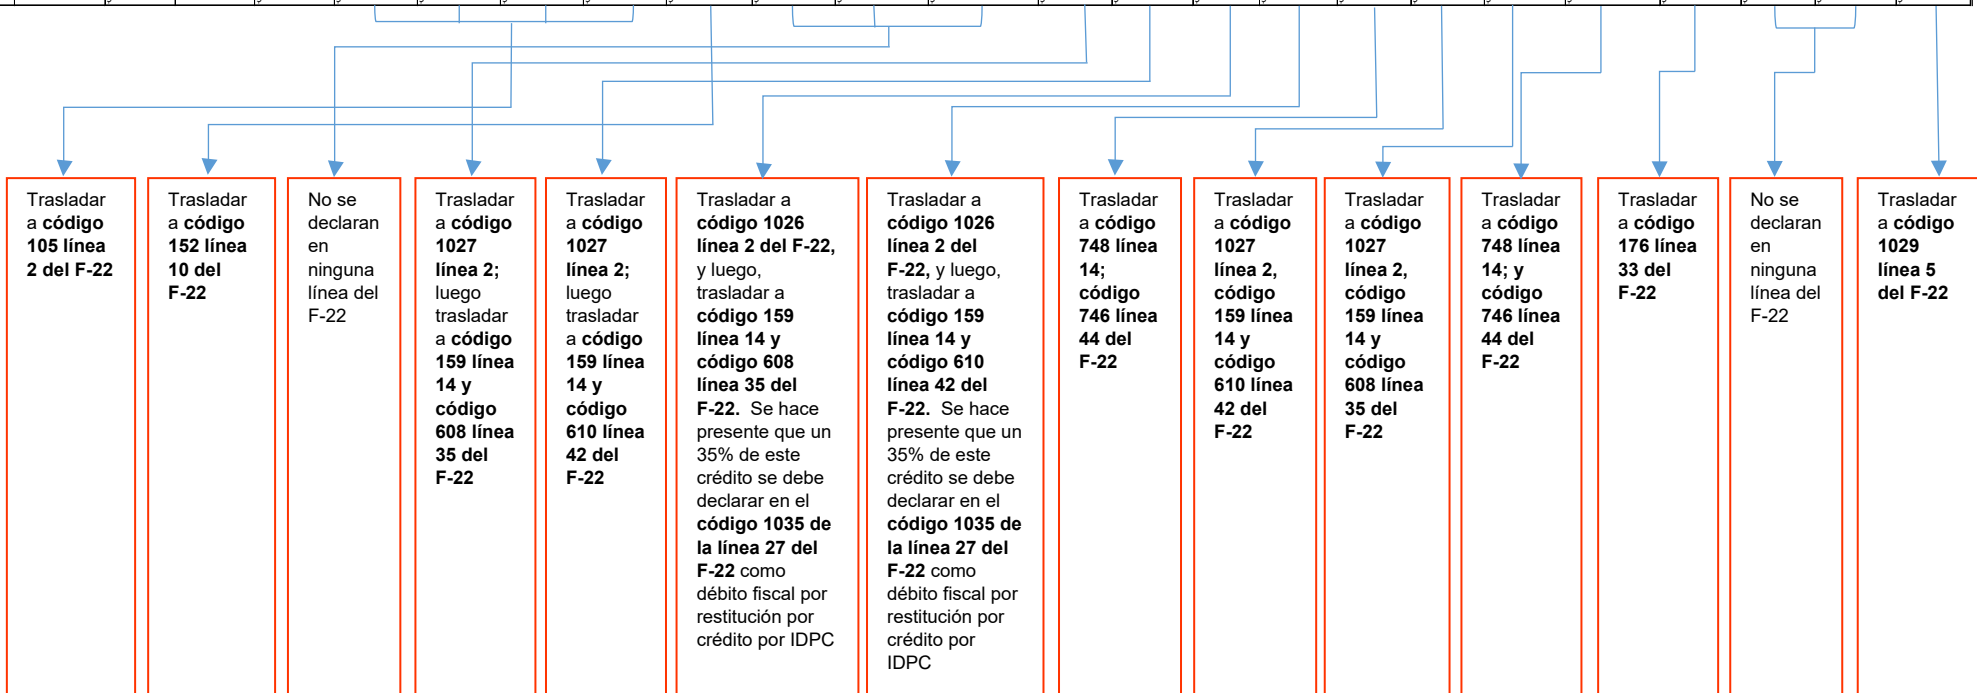 Trasladar
a código
105 línea
2 del F-22
Trasladar
a código
152 línea
10 del
F-22
No se
declaran
en
ninguna
línea del
F-22
Trasladar
a código
1027
línea 2;
luego
trasladar
a código
159 línea
14 y
código
608 línea
35 del
F-22
Trasladar
a código
1027
línea 2;
luego
trasladar
a código
159 línea
14 y
código
610 línea
42 del
F-22
Trasladar a
código 1026
línea 2 del F-22,
y luego,
trasladar a
código 159
línea 14 y
código 608
línea 35 del
F-22. Se hace
presente que un
35% de este
crédito se debe
declarar en el
código 1035 de
la línea 27 del
F-22 como
débito fiscal por
restitución por
crédito por IDPC
Trasladar a
código 1026
línea 2 del
F-22, y luego,
trasladar a
código 159
línea 14 y
código 610
línea 42 del
F-22. Se hace
presente que un
35% de este
crédito se debe
declarar en el
código 1035 de
la línea 27 del
F-22 como
débito fiscal por
restitución por
crédito por
IDPC
Trasladar
a código
748 línea
14;
código
746 línea
44 del
F-22
Trasladar
a código
1027
línea 2,
código
159 línea
14 y
código
610 línea
42 del
F-22
Trasladar
a código
1027
línea 2,
código
159 línea
14 y
código
608 línea
35 del
F-22
Trasladar
a código
748 línea
14; y
código
746 línea
44 del
F-22
Trasladar
a código
176 línea
33 del
F-22
No se
declaran
en
ninguna
línea del
F-22
Trasladar
a código
1029
línea 5
del F-22